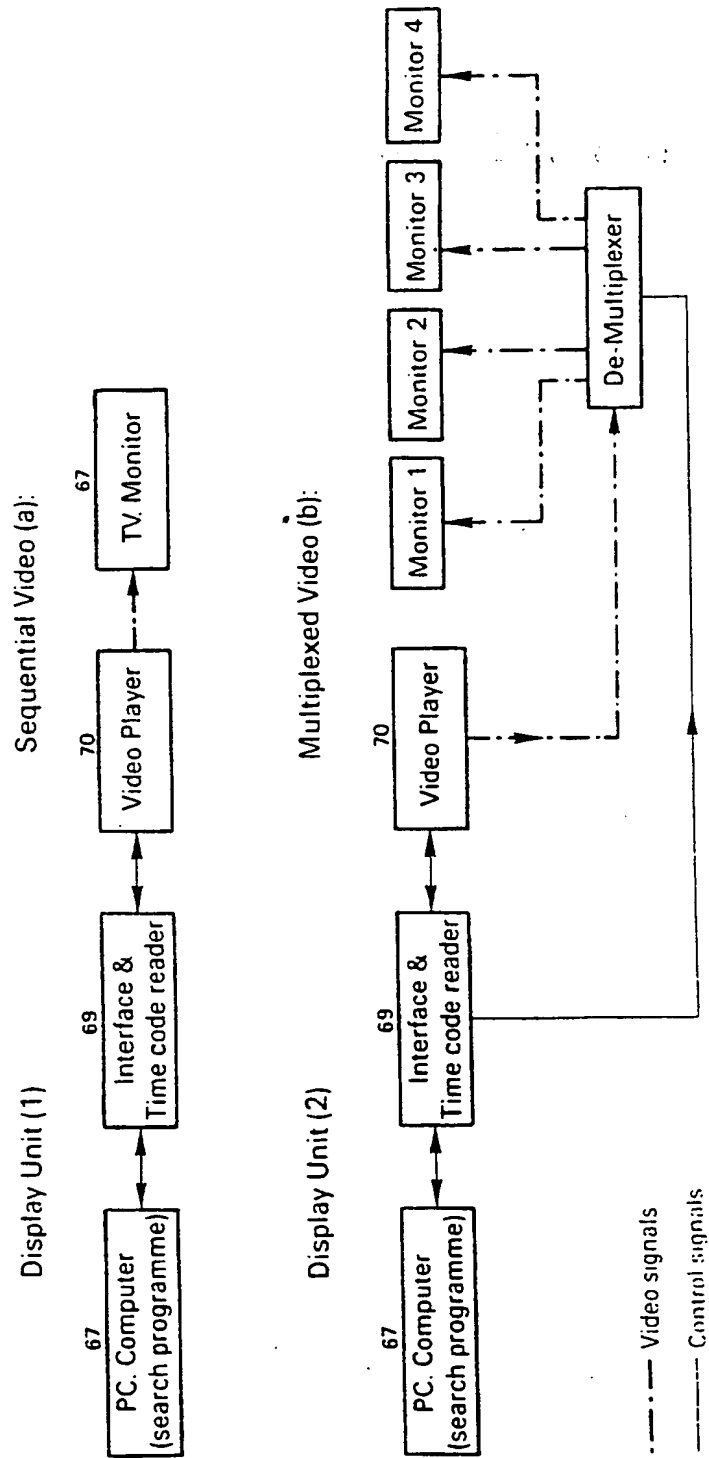 Display Unit (1)
Sequential Video (a):
67
PC. Computer
(search programme)
69
Interface &
Time code reader
70
Video Player
67
TV. Monitor
Display Unit (2)
Multiplexed Video (b):
67
PC. Computer
(search programme)
69
Interface &
Time code reader
70
Video Player
Monitor 1
Monitor 2
Monitor 3
Monitor 4
De-Multiplexer
Video signals
Control signals